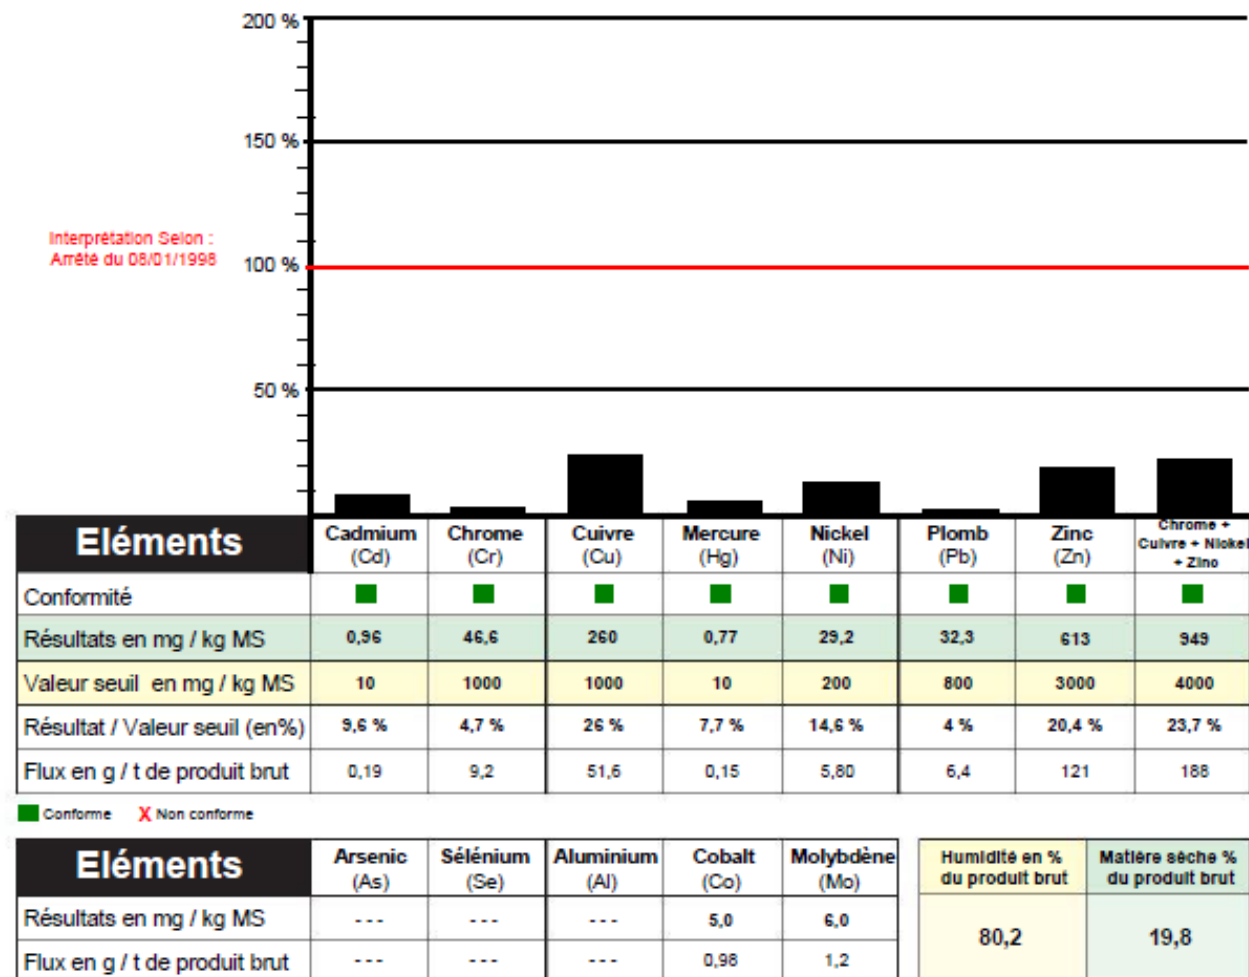 200 %
150 %
Interprétation Selon :
Arrêté du 08/01/1998
100 %
50 %
Eléments Cadmium (Cd) Chrome (Cr) Cuivre (Cu) Mercure (Hg) Nickel (Ni) Plomb (Pb) Zinc (Zn) Chrome + Cuivre + Nickel + Zinc
Conformité
Résultats en mg / kg MS 0,96 46,6 260 0,77 29,2 32,3 613 949
Valeur seuil en mg / kg MS 10 1000 1000 10 200 800 3000 4000
Résultat / Valeur seuil (en%) 9,6 % 4,7 % 26 % 7,7 % 14,6 % 4 % 20,4 % 23,7 %
Flux en g / t de produit brut 0,19 9,2 51,6 0,15 5,80 6,4 121 188
Conforme X Non conforme
Eléments Arsenic (As) Sélénium (Se) Aluminium (Al) Cobalt (Co) Molybdène (Mo) Humidité en % du produit brut Matière sèche % du produit brut
Résultats en mg / kg MS --- --- --- 5,0 6,0 80,2 19,8
Flux en g / t de produit brut --- --- --- 0,98 1,2